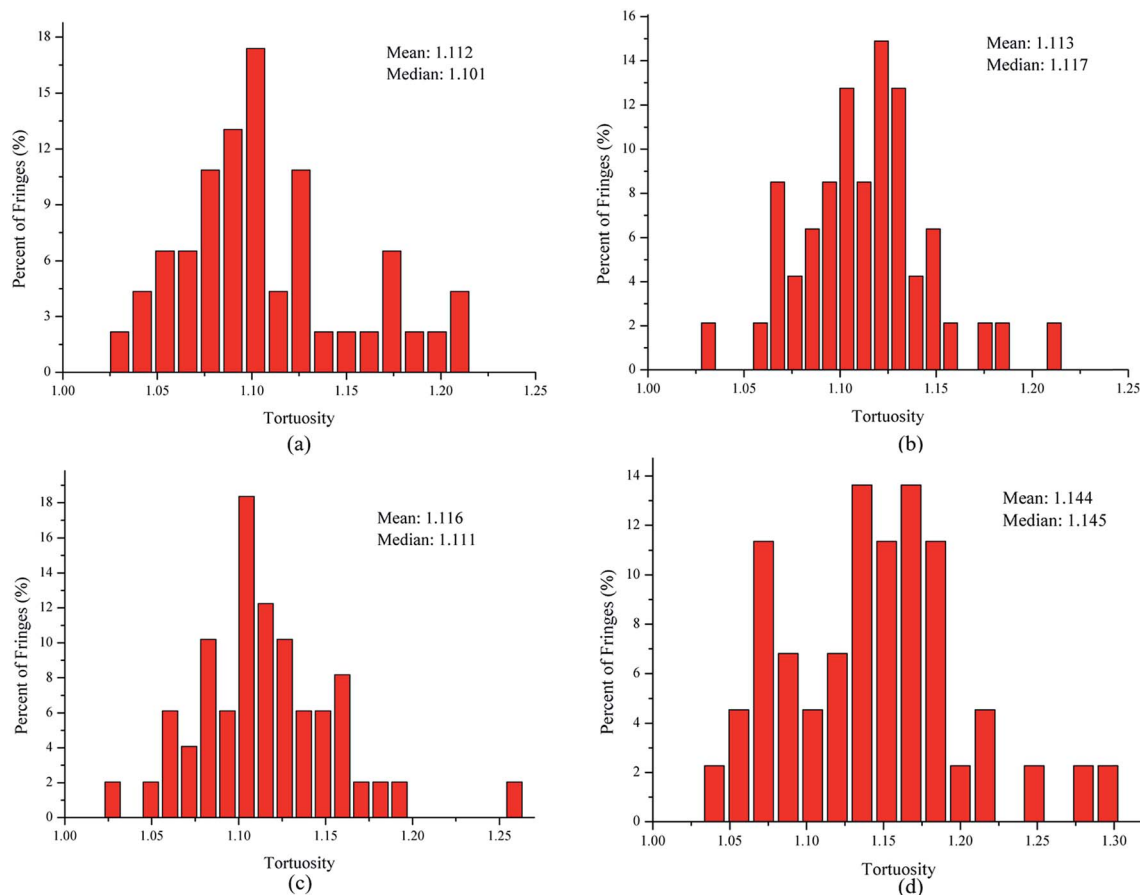 Percent of Fringes (%)
18
15
12
9
6
3
0
Mean: 1.112
Median: 1.101
1.00 1.05 1.10 1.15 1.20 1.25
Tortuosity
(a)
Percent of Fringes (%)
16
14
12
10
8
6
4
2
0
Mean: 1.113
Median: 1.117
1.00 1.05 1.10 1.15 1.20 1.25
Tortuosity
(b)
Percent of Fringes (%)
18
16
14
12
10
8
6
4
2
0
Mean: 1.116
Median: 1.111
1.00 1.05 1.10 1.15 1.20 1.25
Tortuosity
(c)
Percent of Fringes (%)
14
12
10
8
6
4
2
0
Mean: 1.144
Median: 1.145
1.00 1.05 1.10 1.15 1.20 1.25 1.30
Tortuosity
(d)